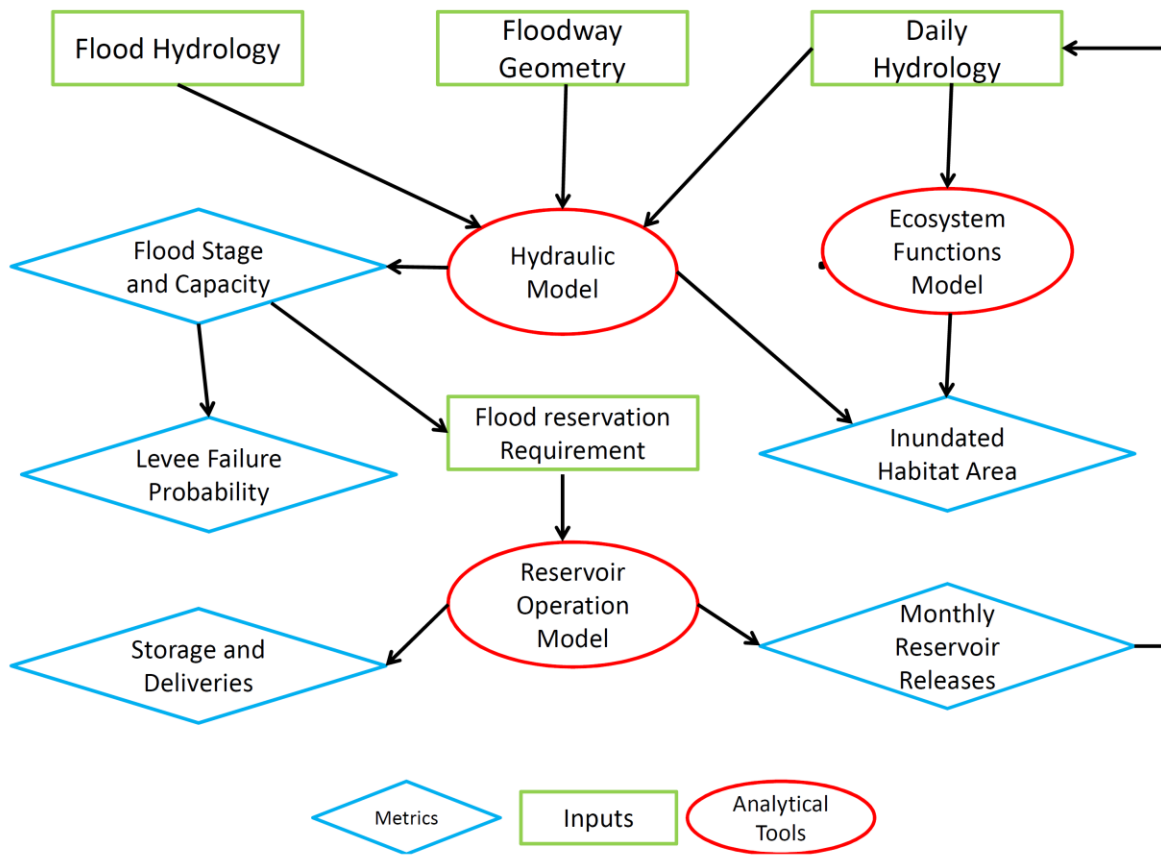 Flood Hydrology
Floodway
Geometry
Daily
Hydrology
Flood Stage
and Capacity
Hydraulic
Model
Ecosystem
Functions
Model
Levee Failure
Probability
Flood reservation
Requirement
Inundated
Habitat Area
Storage and
Deliveries
Reservoir
Operation
Model
Monthly
Reservoir
Releases
Metrics
Inputs
Analytical
Tools